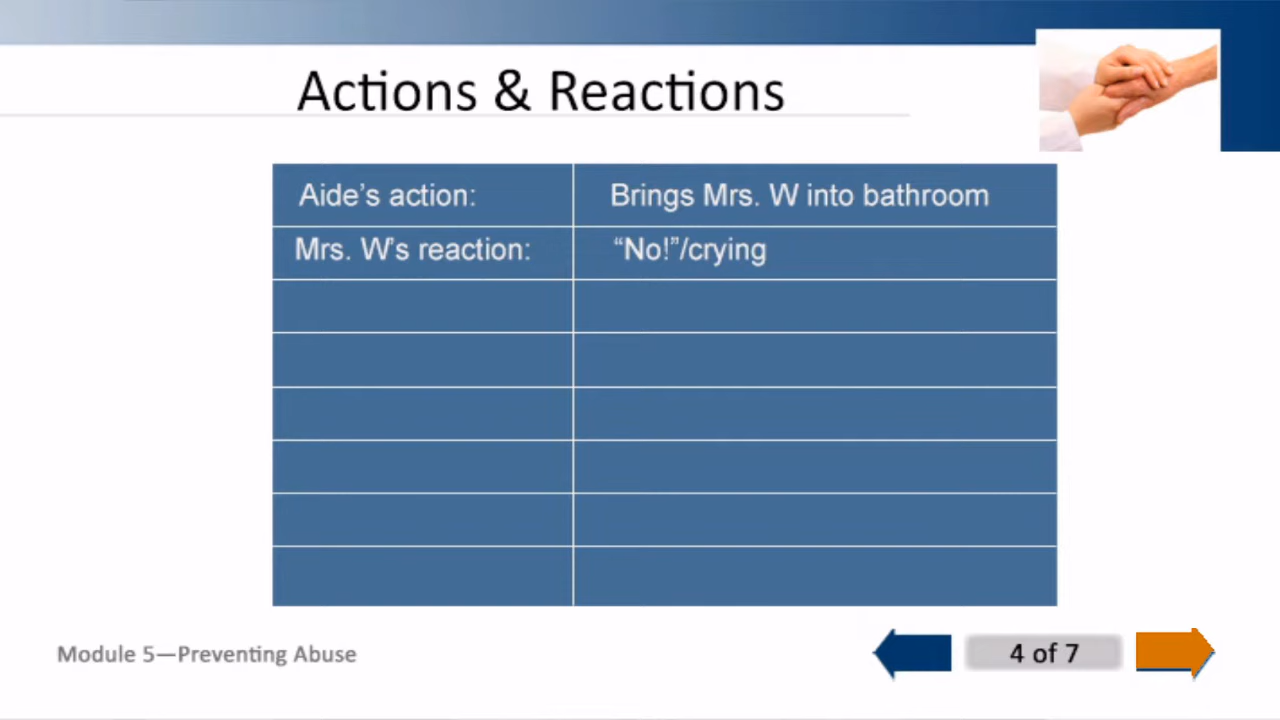 Actions & Reactions
Aide’s action: Brings Mrs. W into bathroom
Mrs. W’s reaction: “No!”/crying
Module 5—Preventing Abuse
4 of 7